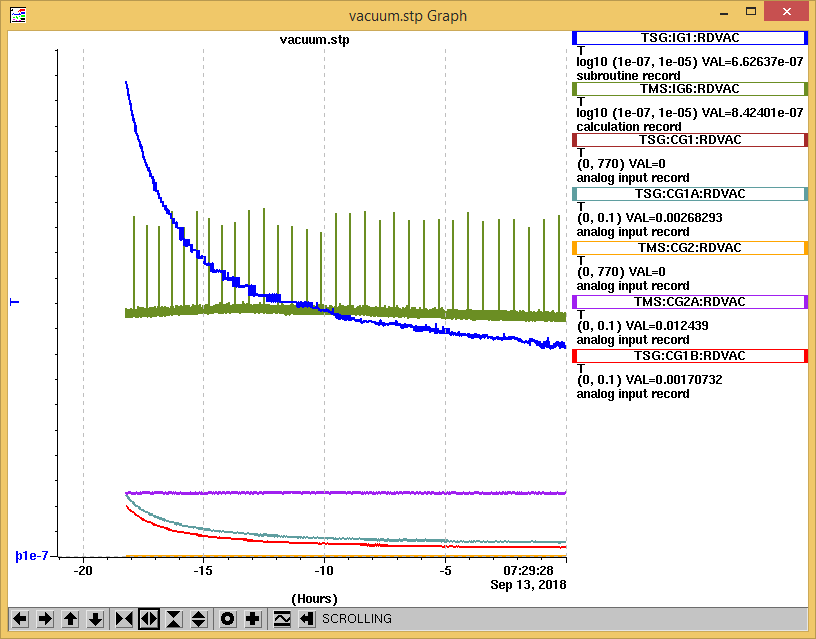 vacuum.stp Graph
vacuum.stp
TSG:IG1:RDVAC
T
log10 (1e-07, 1e-05) VAL=6.62637e-07
subroutine record
TMS:IG6:RDVAC
T
log10 (1e-07, 1e-05) VAL=8.42401e-07
calculation record
TSG:CG1:RDVAC
T
(0, 770) VAL=0
analog input record
TSG:CG1A:RDVAC
T
(0, 0.1) VAL=0.00268293
analog input record
TMS:CG2:RDVAC
T
(0, 770) VAL=0
analog input record
TMS:CG2A:RDVAC
T
(0, 0.1) VAL=0.012439
analog input record
TSG:CG1B:RDVAC
T
(0, 0.1) VAL=0.00170732
analog input record
T
1e-7
-20 -15 -10 -5 07:29:28
Sep 13, 2018
(Hours)
SCROLLING